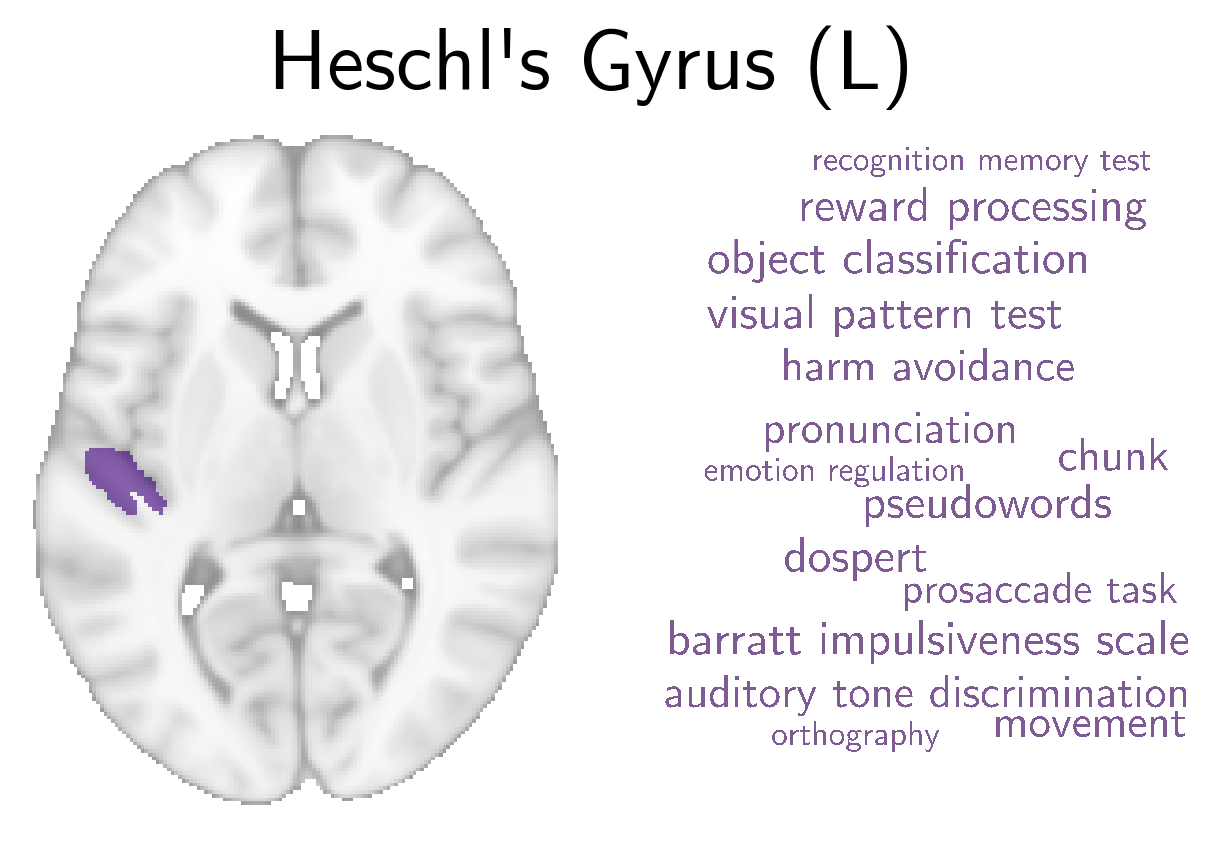 Heschl's Gyrus (L)
recognition memory test
reward processing
object classification
visual pattern test
harm avoidance
pronunciation
chunk
emotion regulation
pseudowords
dospert
prosaccade task
barratt impulsiveness scale
auditory tone discrimination
movement
orthography